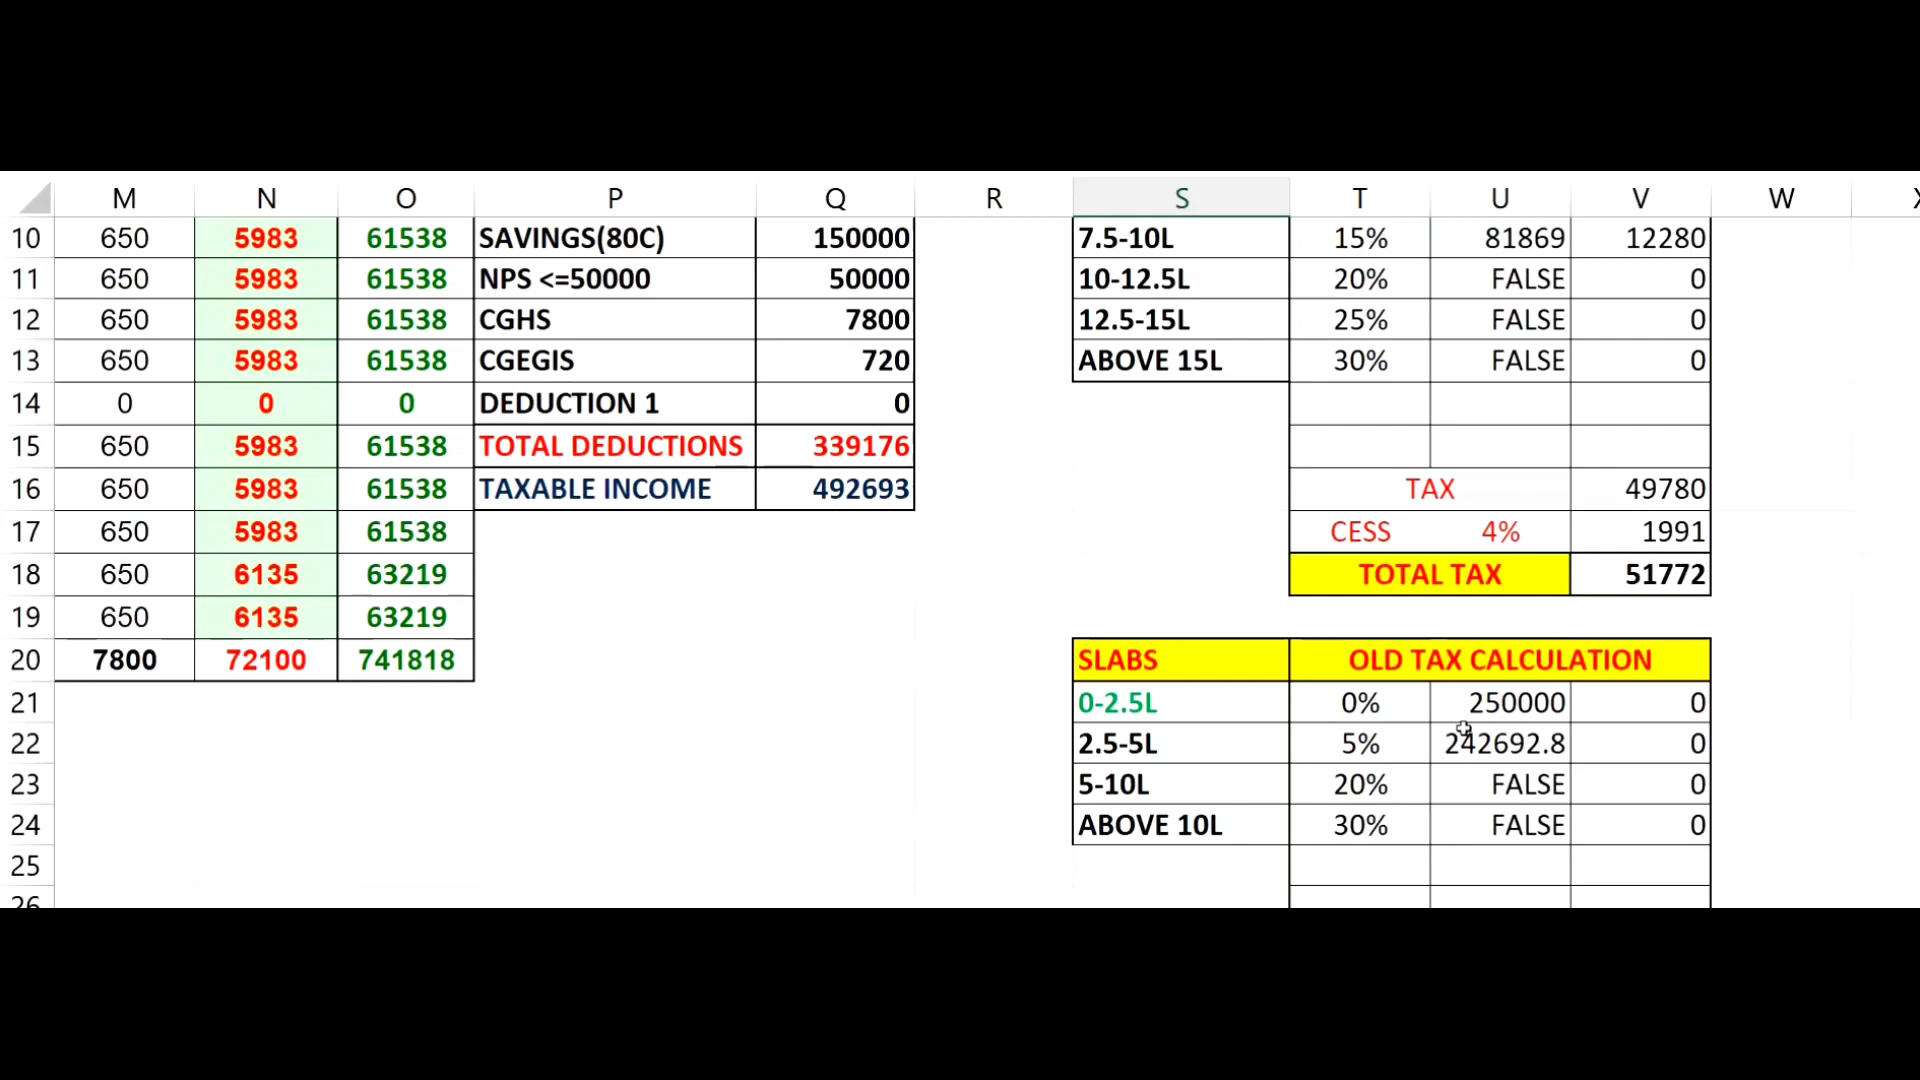 M N O P Q R S T U V W X
10 650 5983 61538 SAVINGS(80C) 150000 7.5-10L 15% 81869 12280
11 650 5983 61538 NPS <=50000 50000 10-12.5L 20% FALSE 0
12 650 5983 61538 CGHS 7800 12.5-15L 25% FALSE 0
13 650 5983 61538 CGEGIS 720 ABOVE 15L 30% FALSE 0
14 0 0 0 DEDUCTION 1 0
15 650 5983 61538 TOTAL DEDUCTIONS 339176
16 650 5983 61538 TAXABLE INCOME 492693 TAX 49780
17 650 5983 61538 CESS 4% 1991
18 650 6135 63219 TOTAL TAX 51772
19 650 6135 63219
20 7800 72100 741818 SLABS OLD TAX CALCULATION
21 0-2.5L 0% 250000 0
22 2.5-5L 5% 242692.8 0
23 5-10L 20% FALSE 0
24 ABOVE 10L 30% FALSE 0
25
26